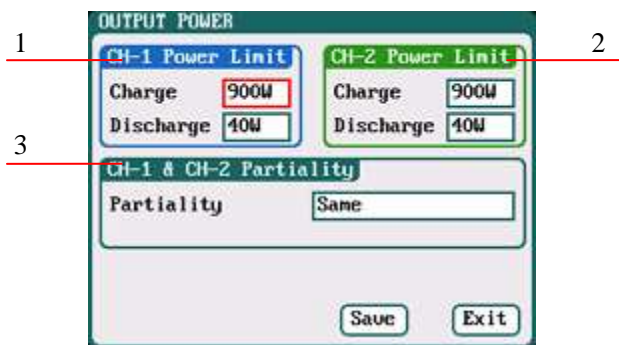 OUTPUT POWER
1
2
CH-1 Power Limit
CH-2 Power Limit
Charge 900W
Charge 900W
Discharge 40W
Discharge 40W
3
CH-1 & CH-2 Partiality
Partiality Same
Save
Exit